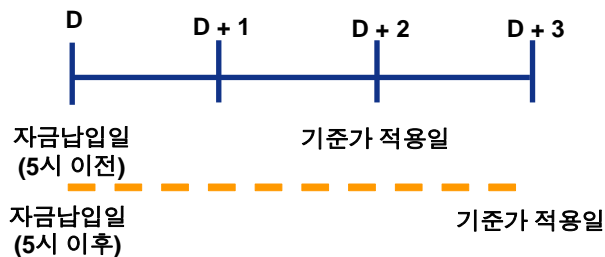 D D + 1 D + 2 D + 3
자금납입일 기준가 적용일
(5시 이전)
자금납입일 기준가 적용일
(5시 이후)